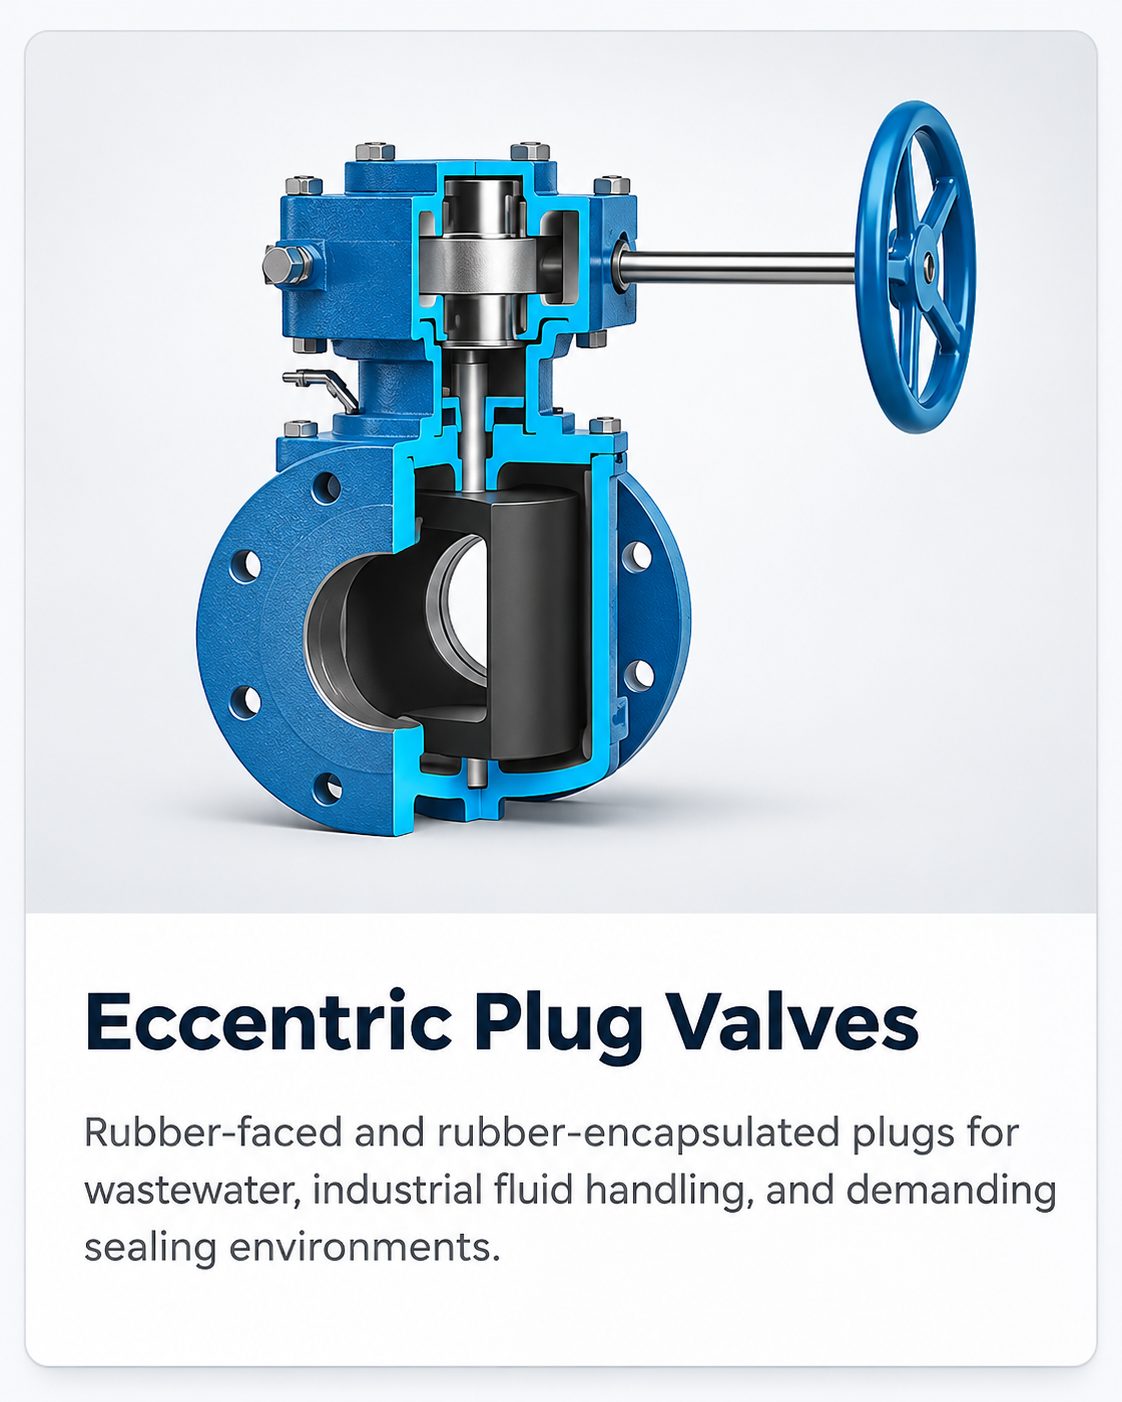 Eccentric Plug Valves
Rubber-faced and rubber-encapsulated plugs for
wastewater, industrial fluid handling, and demanding
sealing environments.